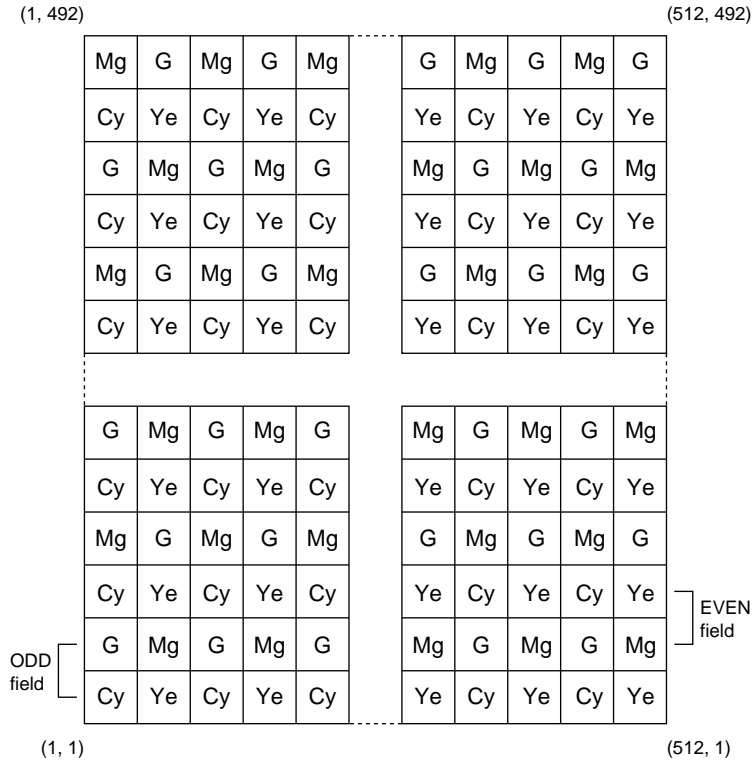 (1, 492) (512, 492)
Mg G Mg G Mg G Mg G Mg G
Cy Ye Cy Ye Cy Ye Cy Ye Cy Ye
G Mg G Mg G Mg G Mg G Mg
Cy Ye Cy Ye Cy Ye Cy Ye Cy Ye
Mg G Mg G Mg G Mg G Mg G
Cy Ye Cy Ye Cy Ye Cy Ye Cy Ye
G Mg G Mg G Mg G Mg G Mg
Cy Ye Cy Ye Cy Ye Cy Ye Cy Ye
Mg G Mg G Mg G Mg G Mg G
Cy Ye Cy Ye Cy Ye Cy Ye Cy Ye
EVEN
field
G Mg G Mg G Mg G Mg G Mg
ODD
field
Cy Ye Cy Ye Cy Ye Cy Ye Cy Ye
(1, 1) (512, 1)